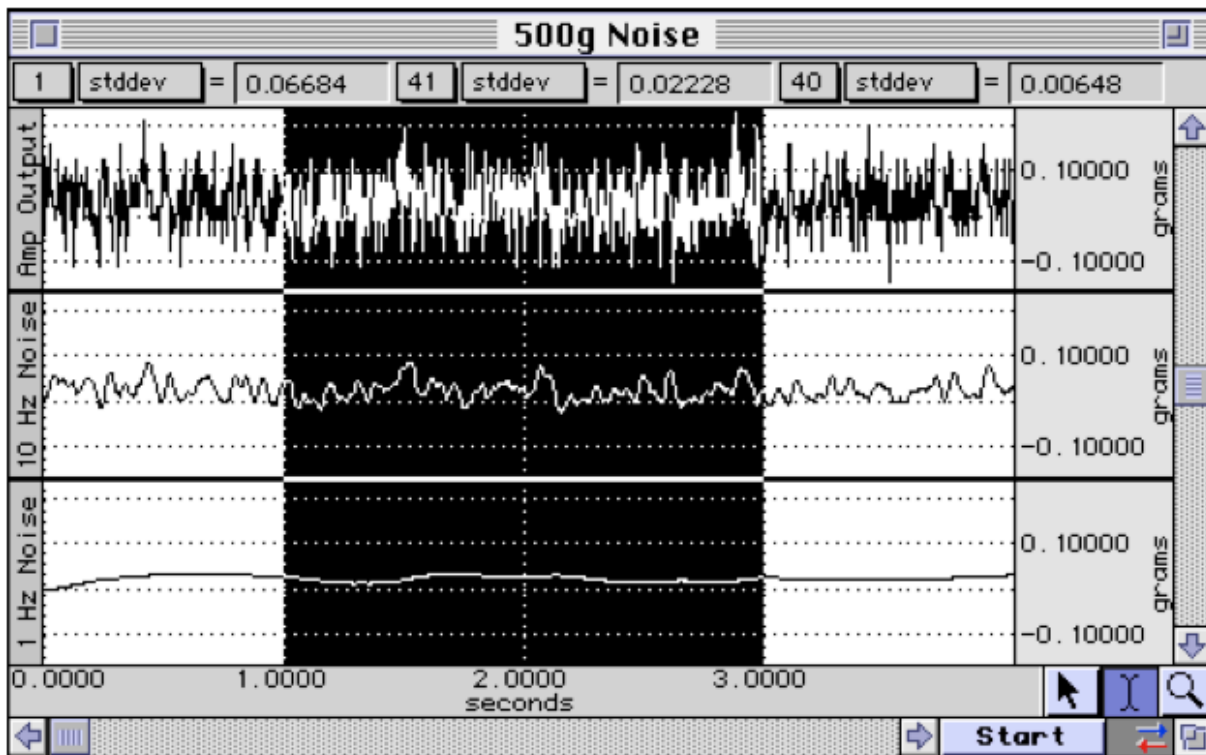 500g Noise
1 stddev = 0.06684 41 stddev = 0.02228 40 stddev = 0.00648
Amp Output
0.10000
grams
-0.10000
10 Hz Noise
0.10000
grams
-0.10000
1 Hz Noise
0.10000
grams
-0.10000
0.0000 1.0000 2.0000 3.0000
seconds
Start